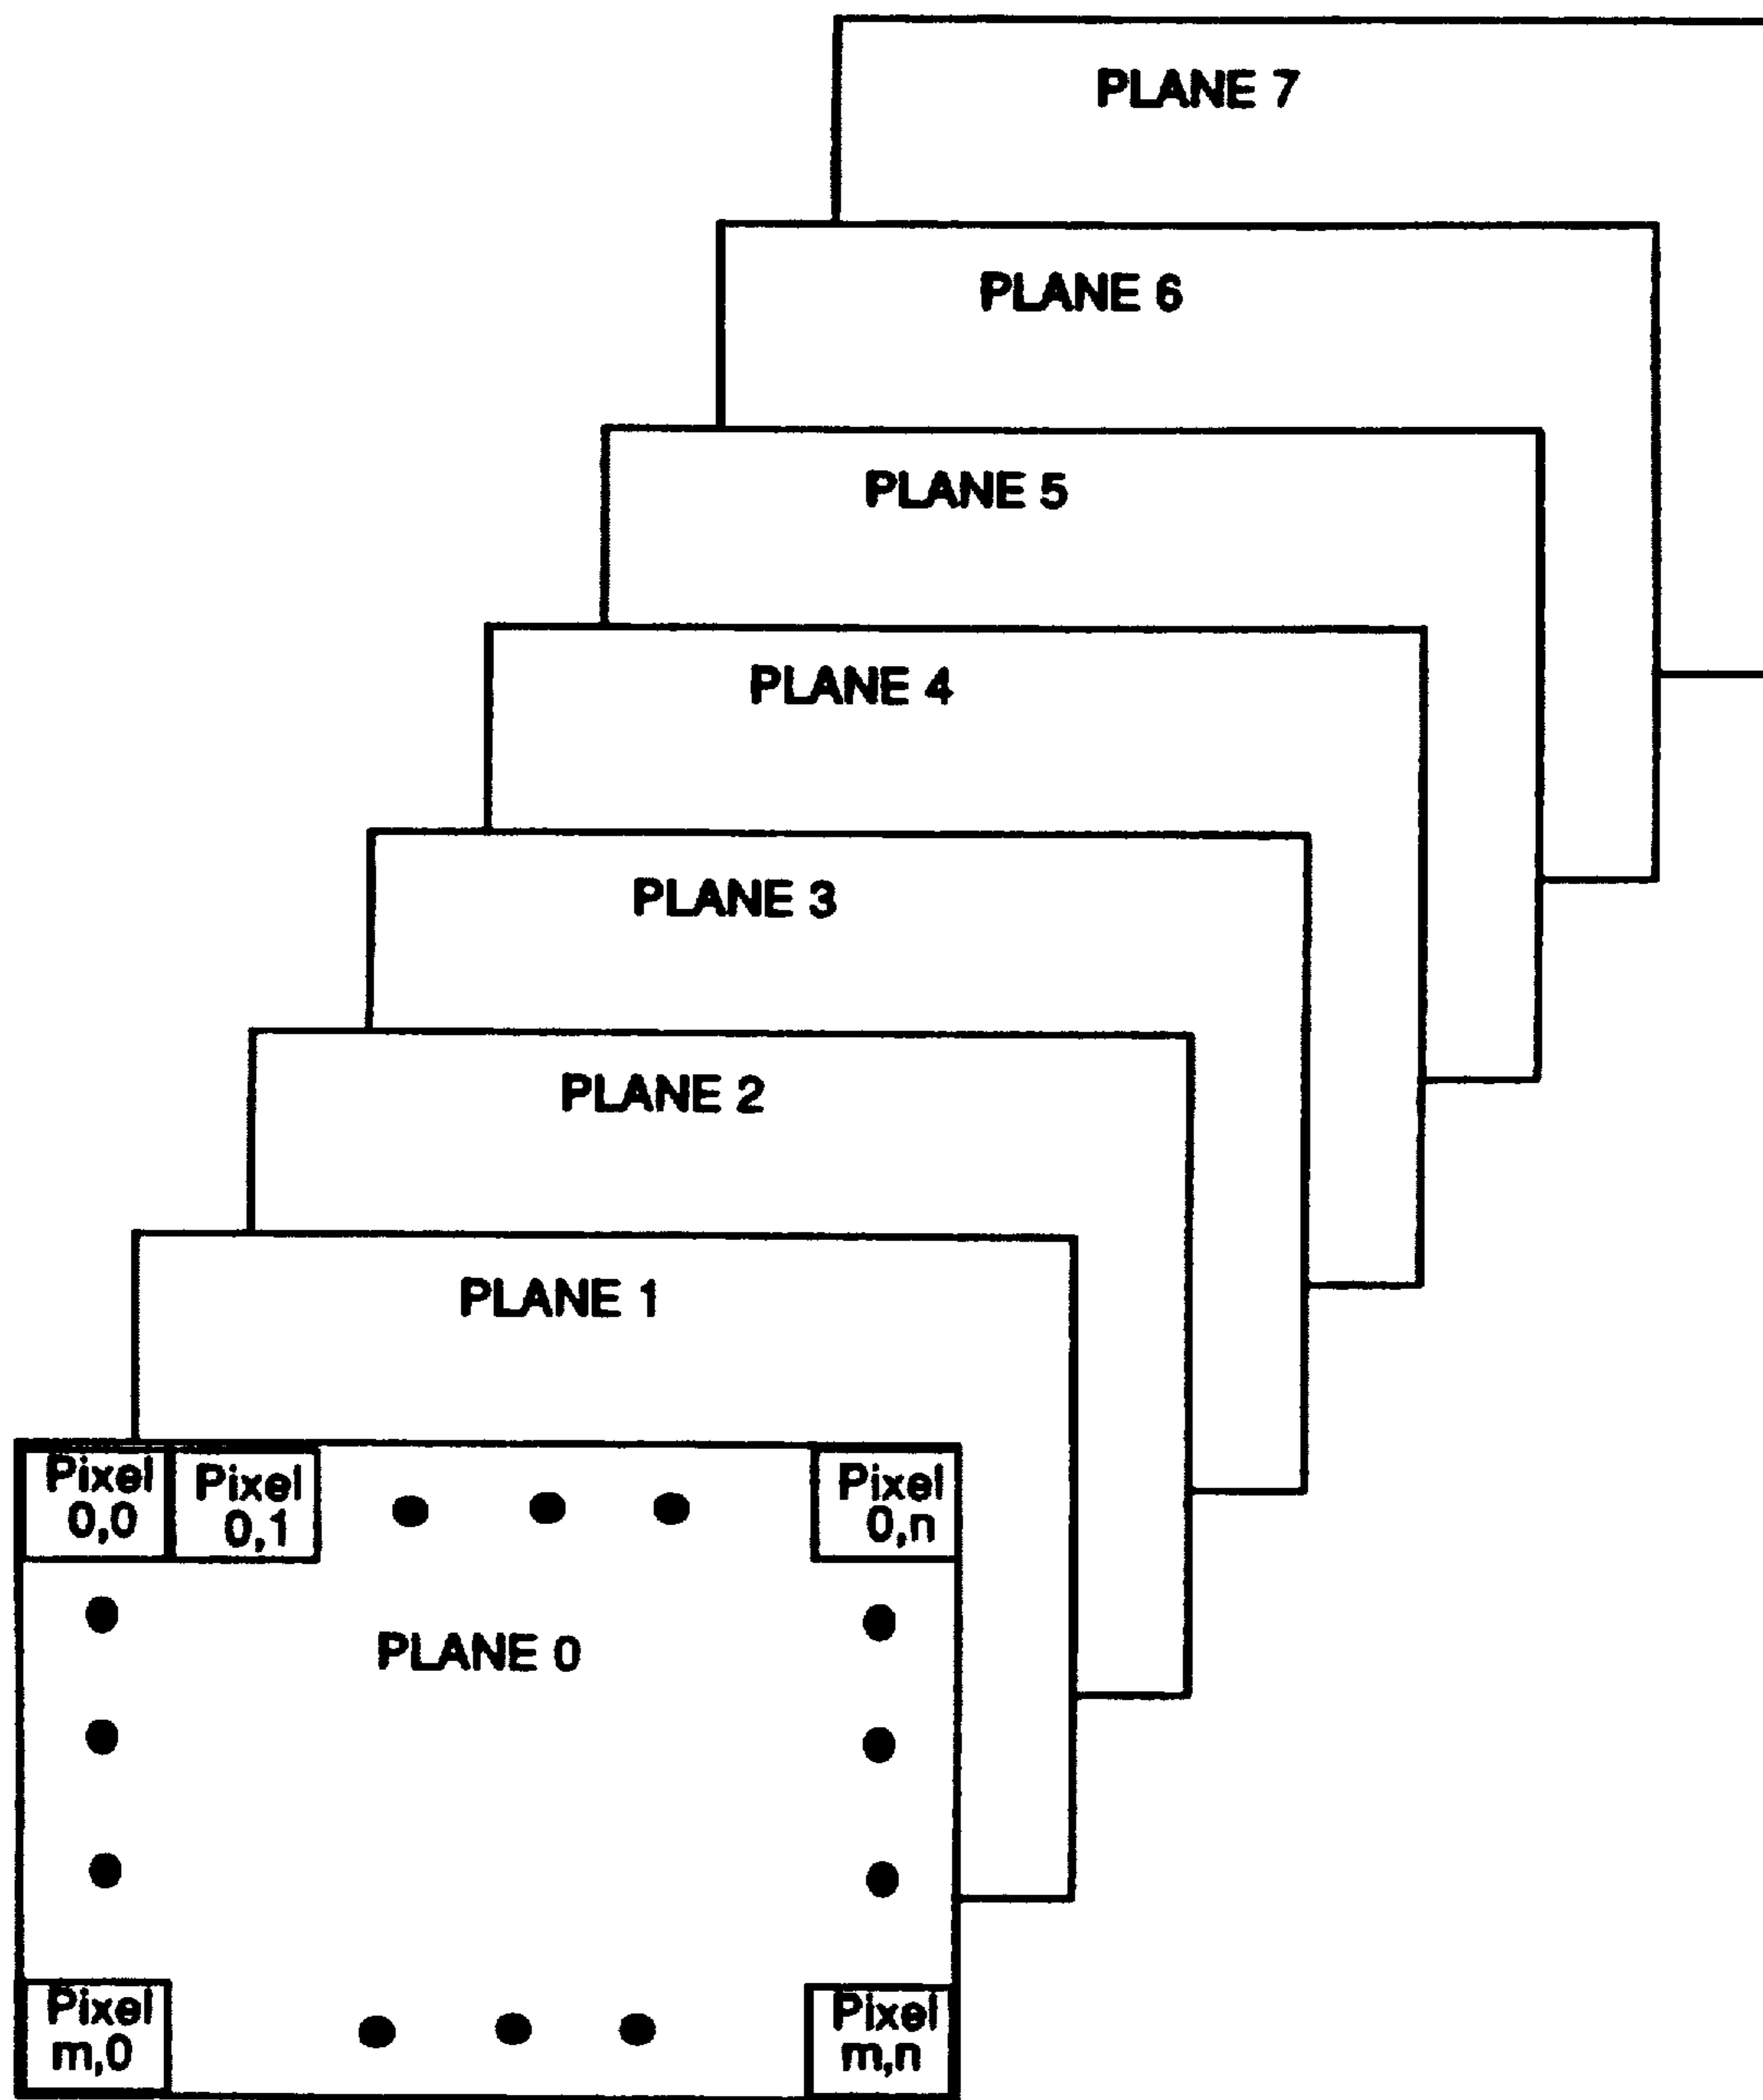 PLANE 7
PLANE 6
PLANE 5
PLANE 4
PLANE 3
PLANE 2
PLANE 1
Pixel Pixel Pixel
0,0 0,1 0,n
PLANE 0
Pixel Pixel
m,0 m,n